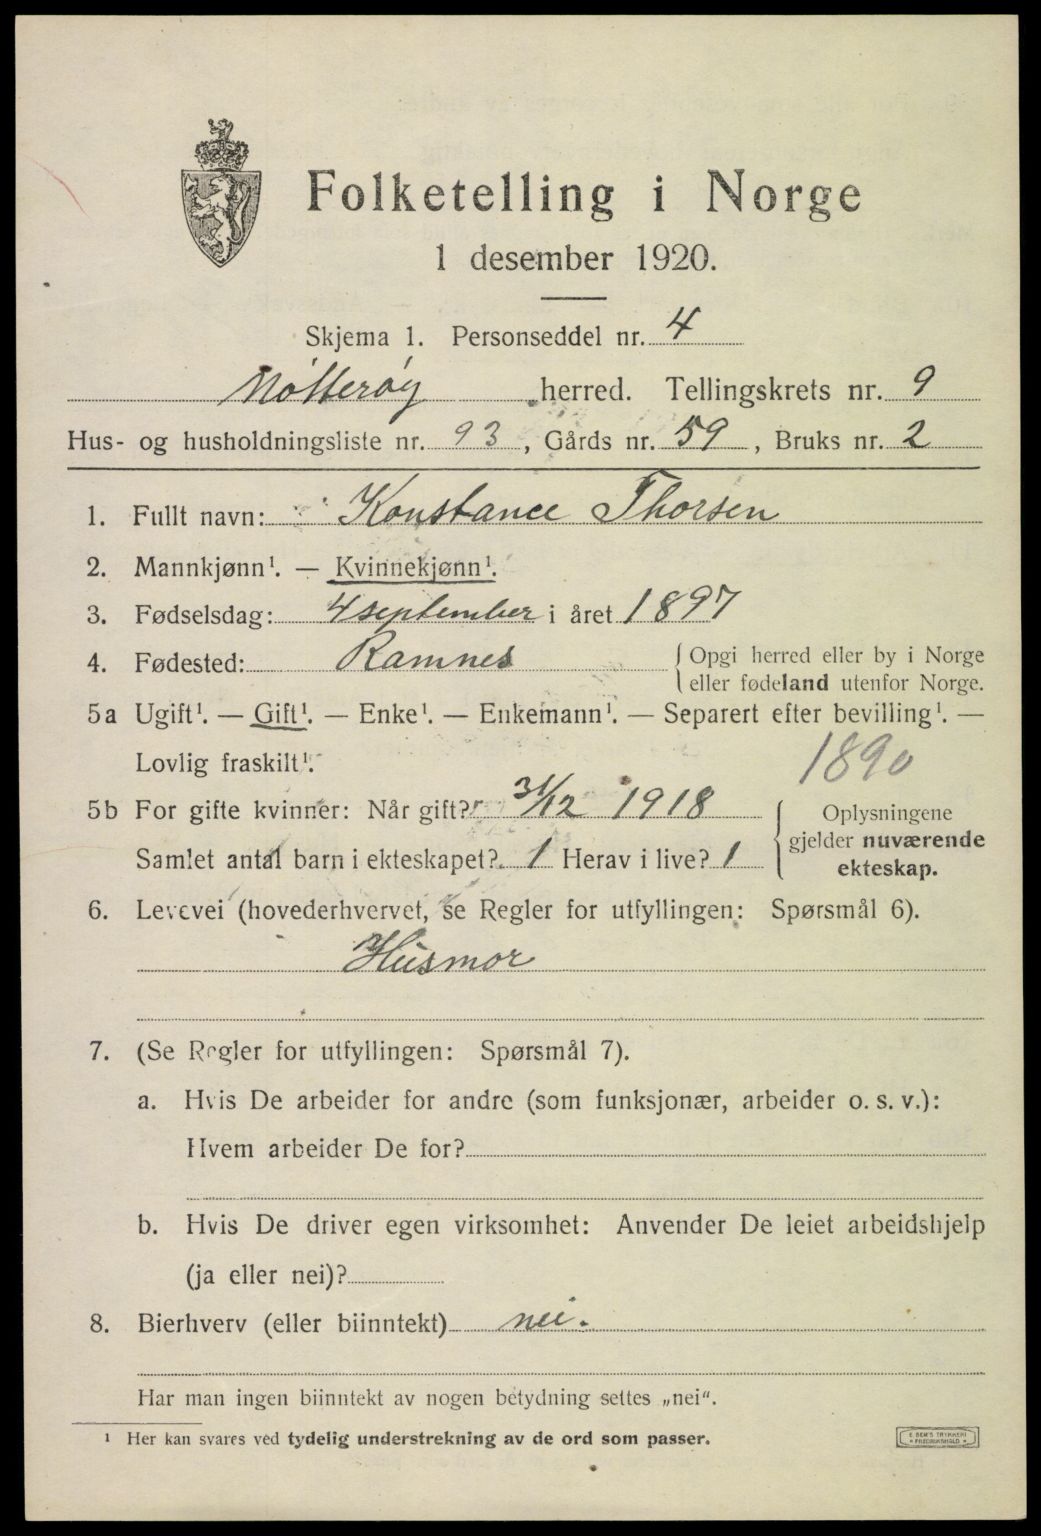 Folketelling i Norge
1 desember 1920.
Skjema 1. Personseddel nr. 4
Nötterøy herred. Tellingskrets nr. 9
Hus- og husholdningsliste nr. 93, Gårds nr. 59, Bruks nr. 2
1. Fullt navn: Konstance Thorsen
2. Mannkjønn¹. — Kvinnekjønn¹.
3. Fødselsdag: 4 september i året 1897
4. Fødested: Ramnes { Opgi herred eller by i Norge
eller fødeland utenfor Norge.
5a Ugift¹. — Gift¹. — Enke¹. — Enkemann¹. — Separert efter bevilling¹. —
Lovlig fraskilt¹. 1890
5b For gifte kvinner: Når gift? 31/12 1918 { Oplysningene
gjelder nuværende
Samlet antal barn i ekteskapet? 1 Herav i live? 1 ekteskap.
6. Levevei (hovederhvervet, se Regler for utfyllingen: Spørsmål 6).
Husmor
7. (Se Regler for utfyllingen: Spørsmål 7).
a. Hvis De arbeider for andre (som funksjonær, arbeider o. s. v.):
Hvem arbeider De for?
b. Hvis De driver egen virksomhet: Anvender De leiet arbeidshjelp
(ja eller nei)?
8. Bierhverv (eller biinntekt) nei.
Har man ingen biinntekt av nogen betydning settes „nei“.
¹ Her kan svares ved tydelig understrekning av de ord som passer.
E. SEM'S TRYKKERI
FREDRIKSHALD